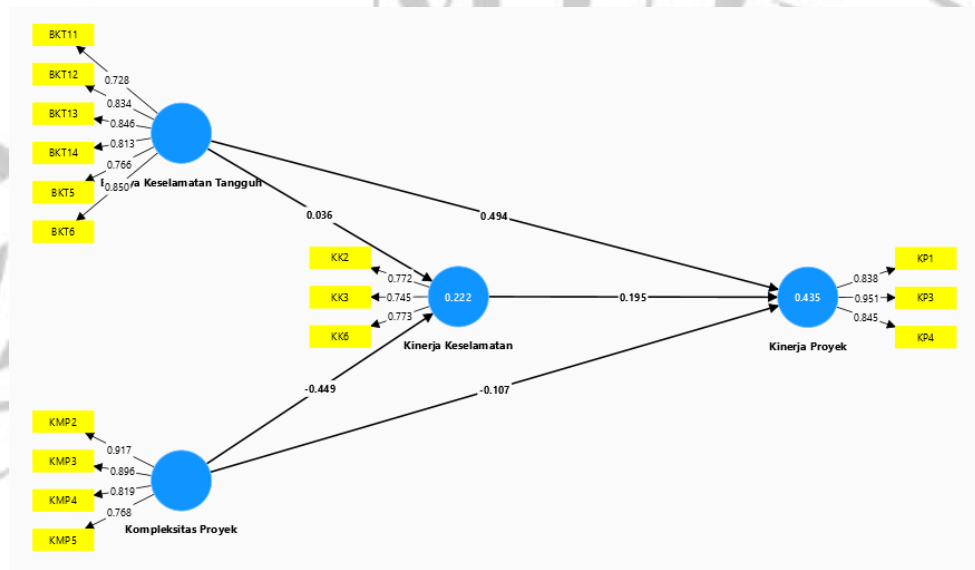 BKT11
0.728
BKT12
0.834
BKT13
0.846
BKT14
0.813
BKT5
0.766
BKT6
0.850
Keselamatan Tangguh
0.036
0.494
KK2
0.772
KK3
0.745
KK6
0.773
0.222
Kinerja Keselamatan
0.195
0.435
Kinerja Proyek
KP1
0.838
KP3
0.951
KP4
0.845
-0.449
-0.107
KMP2
0.917
KMP3
0.896
KMP4
0.819
KMP5
0.768
Kompleksitas Proyek